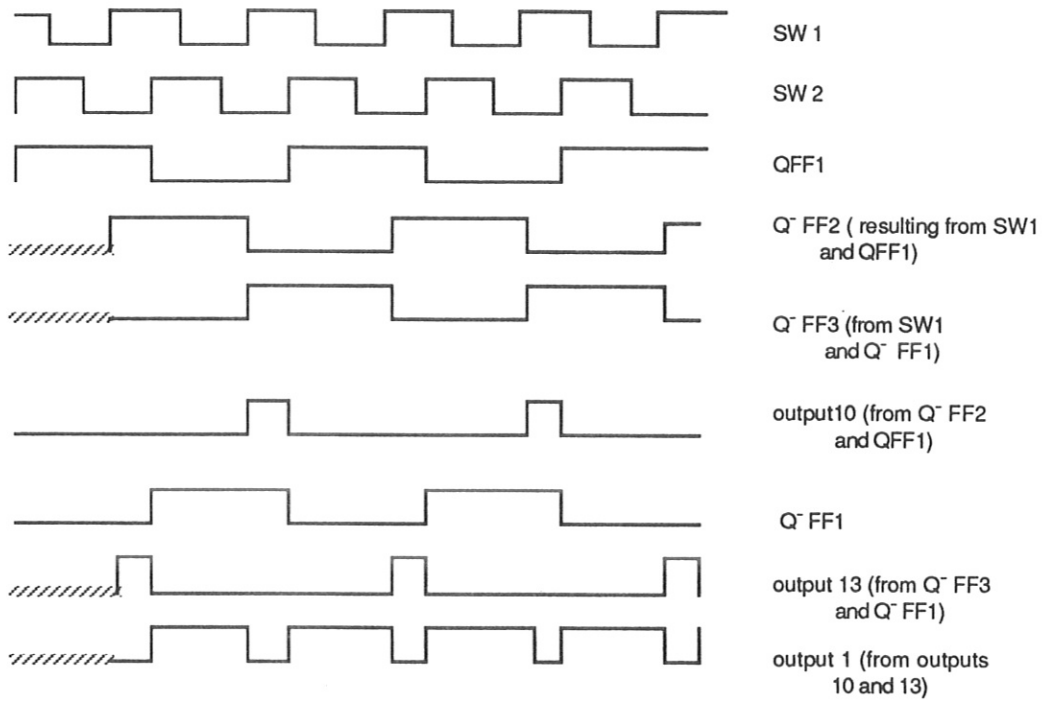 SW 1
SW 2
QFF1
Q⁻ FF2 ( resulting from SW1
and QFF1)
Q⁻ FF3 (from SW1
and Q⁻ FF1)
output10 (from Q⁻ FF2
and QFF1)
Q⁻ FF1
output 13 (from Q⁻ FF3
and Q⁻ FF1)
output 1 (from outputs
10 and 13)